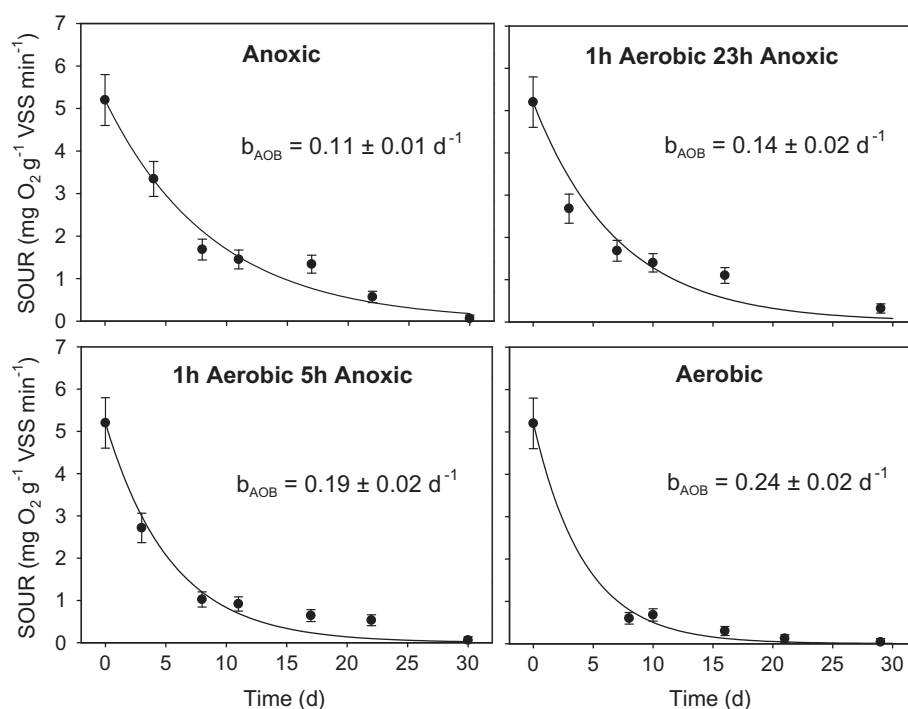 7
6
5
4
3
2
1
0
SOUR (mg O₂ g⁻¹ VSS min⁻¹)
Anoxic
b_AOB = 0.11 ± 0.01 d⁻¹
1h Aerobic 23h Anoxic
b_AOB = 0.14 ± 0.02 d⁻¹
7
6
5
4
3
2
1
0
SOUR (mg O₂ g⁻¹ VSS min⁻¹)
1h Aerobic 5h Anoxic
b_AOB = 0.19 ± 0.02 d⁻¹
0 5 10 15 20 25 30
Time (d)
Aerobic
b_AOB = 0.24 ± 0.02 d⁻¹
0 5 10 15 20 25 30
Time (d)